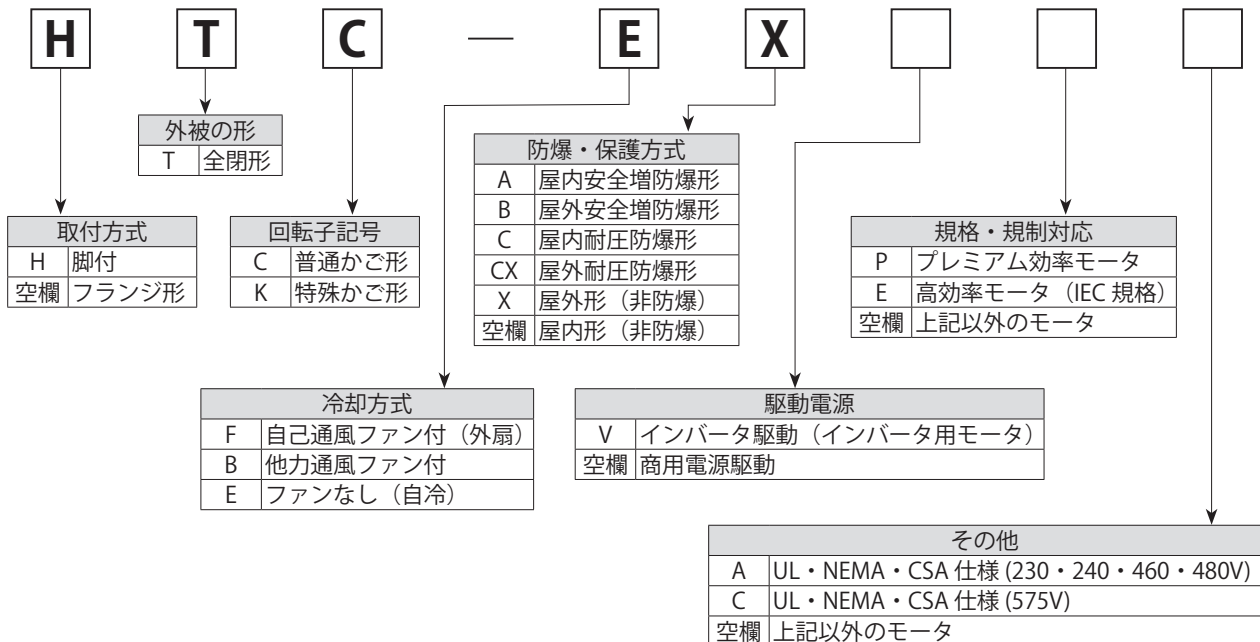 H T C — E X
外被の形
T 全閉形
取付方式
H 脚付
空欄 フランジ形
回転子記号
C 普通かご形
K 特殊かご形
防爆・保護方式
A 屋内安全増防爆形
B 屋外安全増防爆形
C 屋内耐圧防爆形
CX 屋外耐圧防爆形
X 屋外形（非防爆）
空欄 屋内形（非防爆）
規格・規制対応
P プレミアム効率モータ
E 高効率モータ（IEC 規格）
空欄 上記以外のモータ
冷却方式
F 自己通風ファン付（外扇）
B 他力通風ファン付
E ファンなし（自冷）
駆動電源
V インバータ駆動（インバータ用モータ）
空欄 商用電源駆動
その他
A UL・NEMA・CSA 仕様 (230・240・460・480V)
C UL・NEMA・CSA 仕様 (575V)
空欄 上記以外のモータ